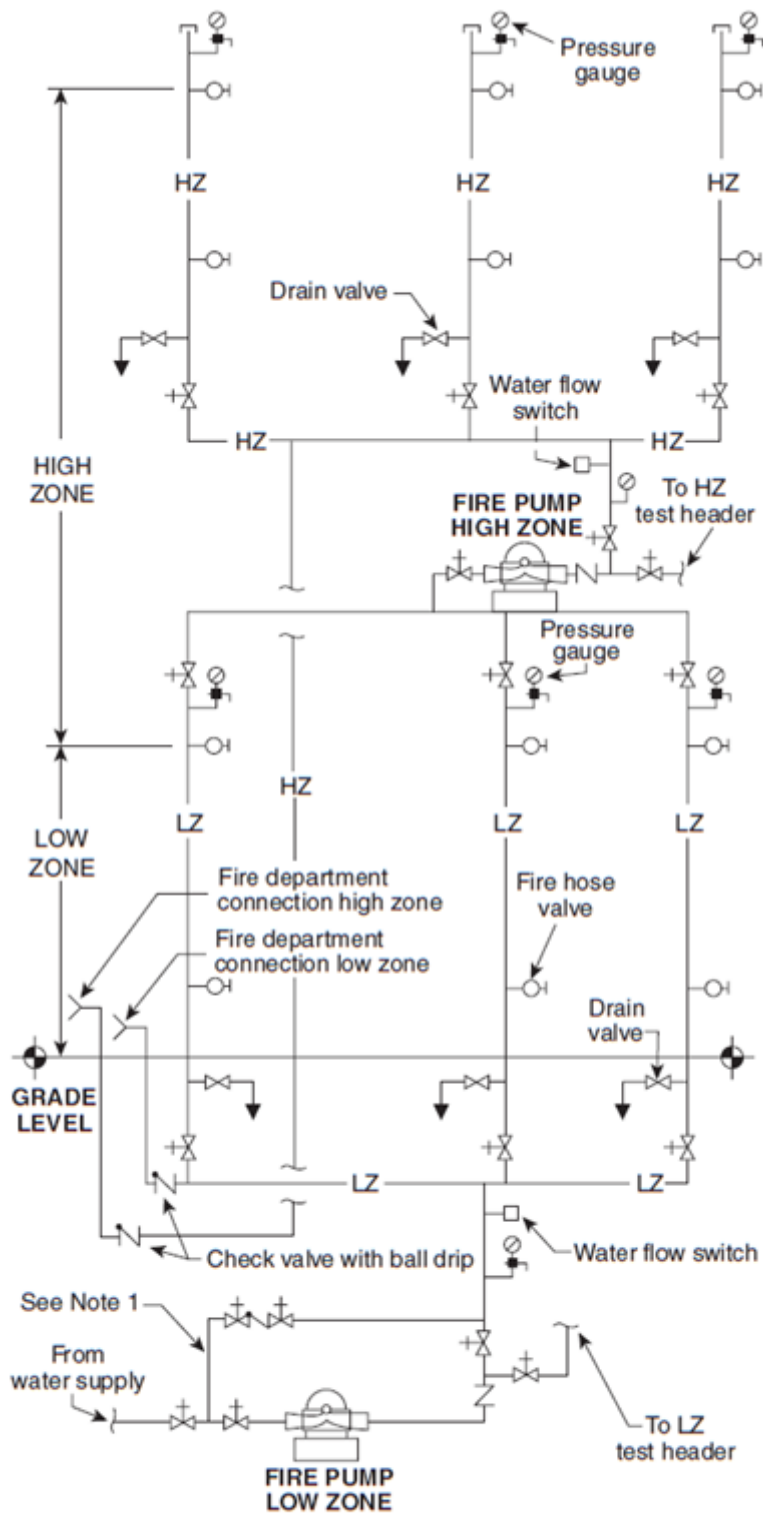 Pressure
gauge
HZ
HZ
HZ
Drain valve
Water flow
switch
HZ
HZ
HIGH
ZONE
FIRE PUMP
HIGH ZONE
To HZ
test header
Pressure
gauge
HZ
LZ
LZ
LZ
LOW
ZONE
Fire department
connection high zone
Fire hose
valve
Fire department
connection low zone
Drain
valve
GRADE
LEVEL
LZ
LZ
Check valve with ball drip
Water flow switch
See Note 1
From
water supply
To LZ
test header
FIRE PUMP
LOW ZONE